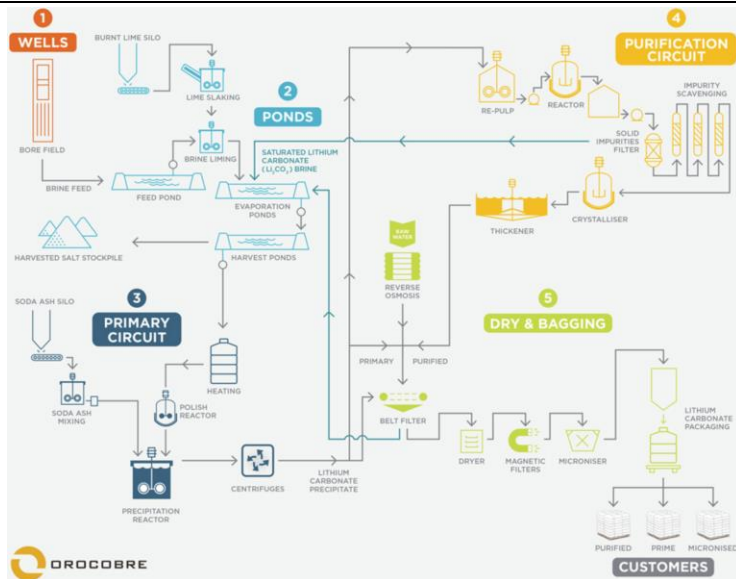 1
WELLS
BORE FIELD
BRINE FEED
BURNT LIME SILO
LIME SLAKING
2
PONDS
BRINE LIMING
FEED POND
SATURATED LITHIUM
CARBONATE
(Li₂CO₃) BRINE
EVAPORATION
PONDS
HARVESTED SALT STOCKPILE
HARVEST PONDS
3
PRIMARY
CIRCUIT
SODA ASH SILO
SODA ASH
MIXING
HEATING
POLISH
REACTOR
PRECIPITATION
REACTOR
CENTRIFUGES
LITHIUM
CARBONATE
PRECIPITATE
4
PURIFICATION
CIRCUIT
RE-PULP
REACTOR
IMPURITY
SCAVENGING
SOLID
IMPURITIES
FILTER
CRYSTALLISER
THICKENER
RAW
WATER
REVERSE
OSMOSIS
PRIMARY
PURIFIED
5
DRY & BAGGING
BELT FILTER
DRYER
MAGNETIC
FILTERS
MICRONISER
LITHIUM
CARBONATE
PACKAGING
PURIFIED
PRIME
MICRONISED
CUSTOMERS
OROCOBRE